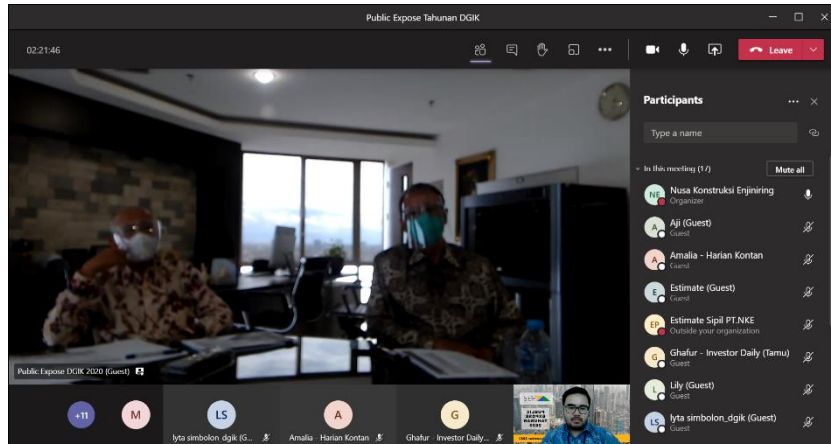 Public Expose Tahunan DGIK
02:21:46
Leave
Participants
Type a name
In this meeting (17)
Mute all
NE
Nusa Konstruksi Enjiniring
Organizer
A
Aji (Guest)
Guest
A
Amalia - Harian Kontan
Guest
E
Estimate (Guest)
Guest
EP
Estimate Sipil PT.NKE
Outside your organization
G
Ghafur - Investor Daily (Tamu)
Guest
L
Lily (Guest)
Guest
LS
lyta simbolon_dgik (Guest)
Guest
Public Expose DGIK 2020 (Guest)
+11
M
LS
lyta simbolon dgik (G...
A
Amalia - Harian Kontan
G
Ghafur - Investor Daily...